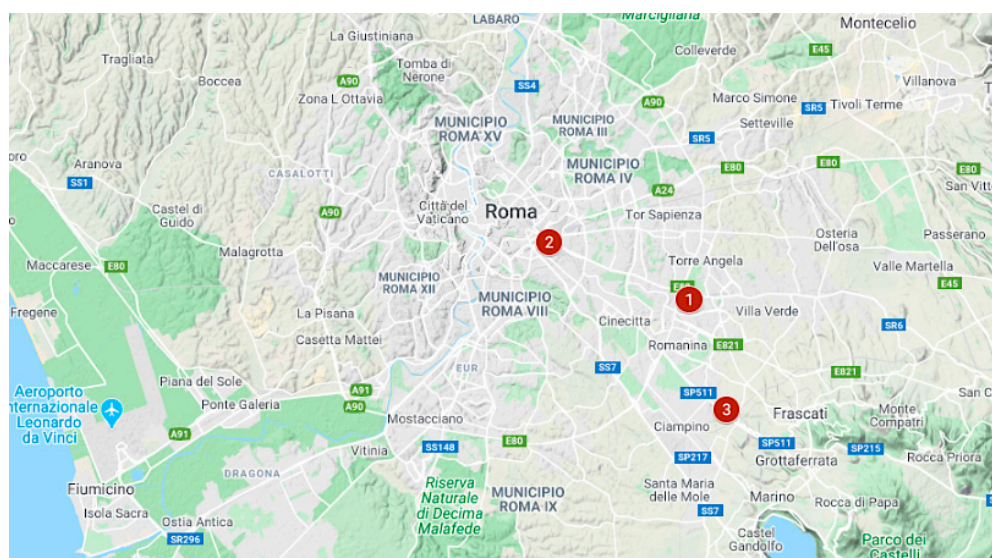 LABARO
Marcigliana
Montecelio
La Giustiniana
Colleverde
E45
Tragliata
Tomba di
Nerone
Boccea
A90
SS4
Villanova
Zona L Ottavia
A90
Marco Simone
SR5
Tivoli Terme
MUNICIPIO
ROMA XV
MUNICIPIO
ROMA III
Setteville
SR5
oro
Aranova
MUNICIPIO
ROMA IV
E80
E80
E80
SS1
CASALOTTI
A24
San Vitt
Castel di
Guido
A90
Città del
Vaticano
Roma
Tor Sapienza
Osteria
Dell'osa
Passerano
2
Malagrotta
Maccarese
E80
Torre Angela
Valle Martella
MUNICIPIO
ROMA XII
E45
MUNICIPIO
ROMA VIII
1
Fregene
La Pisana
Villa Verde
Cinecitta
SR6
Casetta Mattei
Romanina
E821
EUR
SS7
E821
Piana del Sole
A91
SP511
San C
Aeroporto
nternazionale
Leonardo
da Vinci
Ponte Galeria
A90
3
Frascati
Monte
Compatri
Mostacciano
Ciampino
A91
SS148
E80
SP511
SP215
Vitinia
Grottaferrata
Rocca Priora
SP217
DRAGONA
Riserva
Naturale
di Decima
Malafede
Santa Maria
delle Mole
Fiumicino
MUNICIPIO
ROMA IX
Marino
Rocca di Papa
Isola Sacra
SS7
Ostia Antica
SR296
Castel
Gandolfo
Parco dei
Castelli